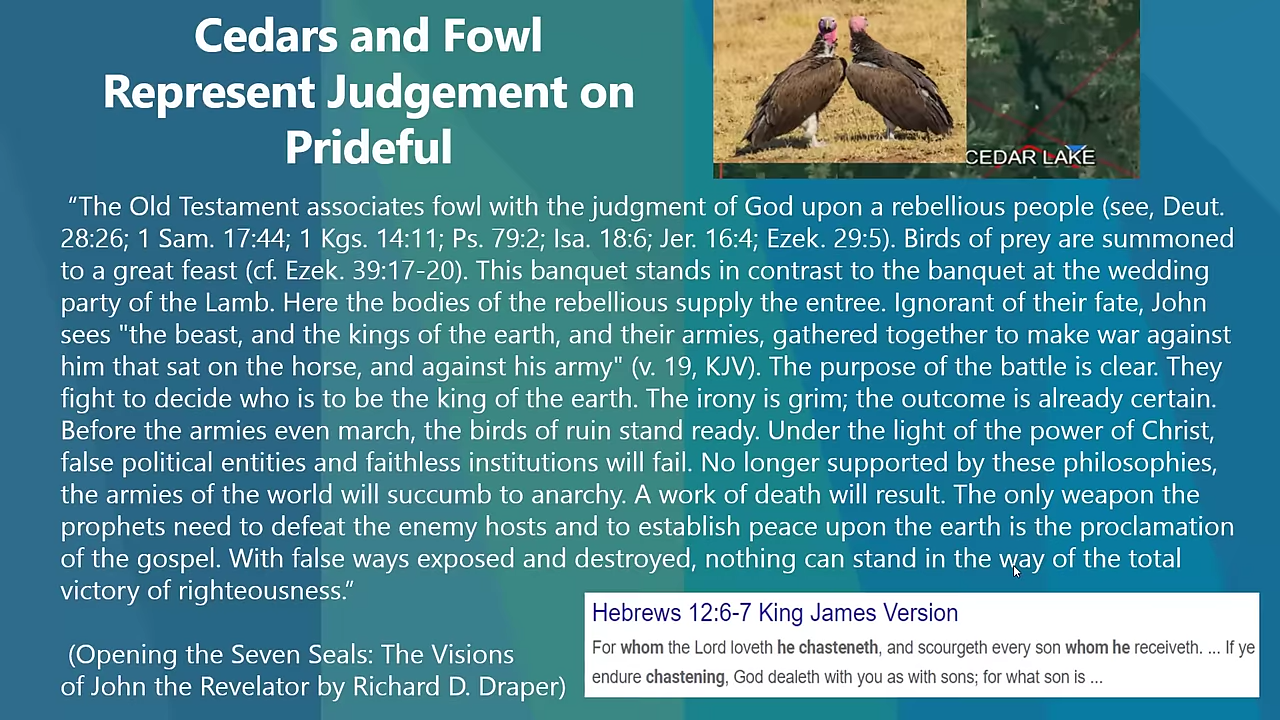 Cedars and Fowl
Represent Judgement on
Prideful
CEDAR LAKE
“The Old Testament associates fowl with the judgment of God upon a rebellious people (see, Deut.
28:26; 1 Sam. 17:44; 1 Kgs. 14:11; Ps. 79:2; Isa. 18:6; Jer. 16:4; Ezek. 29:5). Birds of prey are summoned
to a great feast (cf. Ezek. 39:17-20). This banquet stands in contrast to the banquet at the wedding
party of the Lamb. Here the bodies of the rebellious supply the entree. Ignorant of their fate, John
sees "the beast, and the kings of the earth, and their armies, gathered together to make war against
him that sat on the horse, and against his army" (v. 19, KJV). The purpose of the battle is clear. They
fight to decide who is to be the king of the earth. The irony is grim; the outcome is already certain.
Before the armies even march, the birds of ruin stand ready. Under the light of the power of Christ,
false political entities and faithless institutions will fail. No longer supported by these philosophies,
the armies of the world will succumb to anarchy. A work of death will result. The only weapon the
prophets need to defeat the enemy hosts and to establish peace upon the earth is the proclamation
of the gospel. With false ways exposed and destroyed, nothing can stand in the way of the total
victory of righteousness.”
(Opening the Seven Seals: The Visions
of John the Revelator by Richard D. Draper)
Hebrews 12:6-7 King James Version
For whom the Lord loveth he chasteneth, and scourgeth every son whom he receiveth. ... If ye
endure chastening, God dealeth with you as with sons; for what son is ...